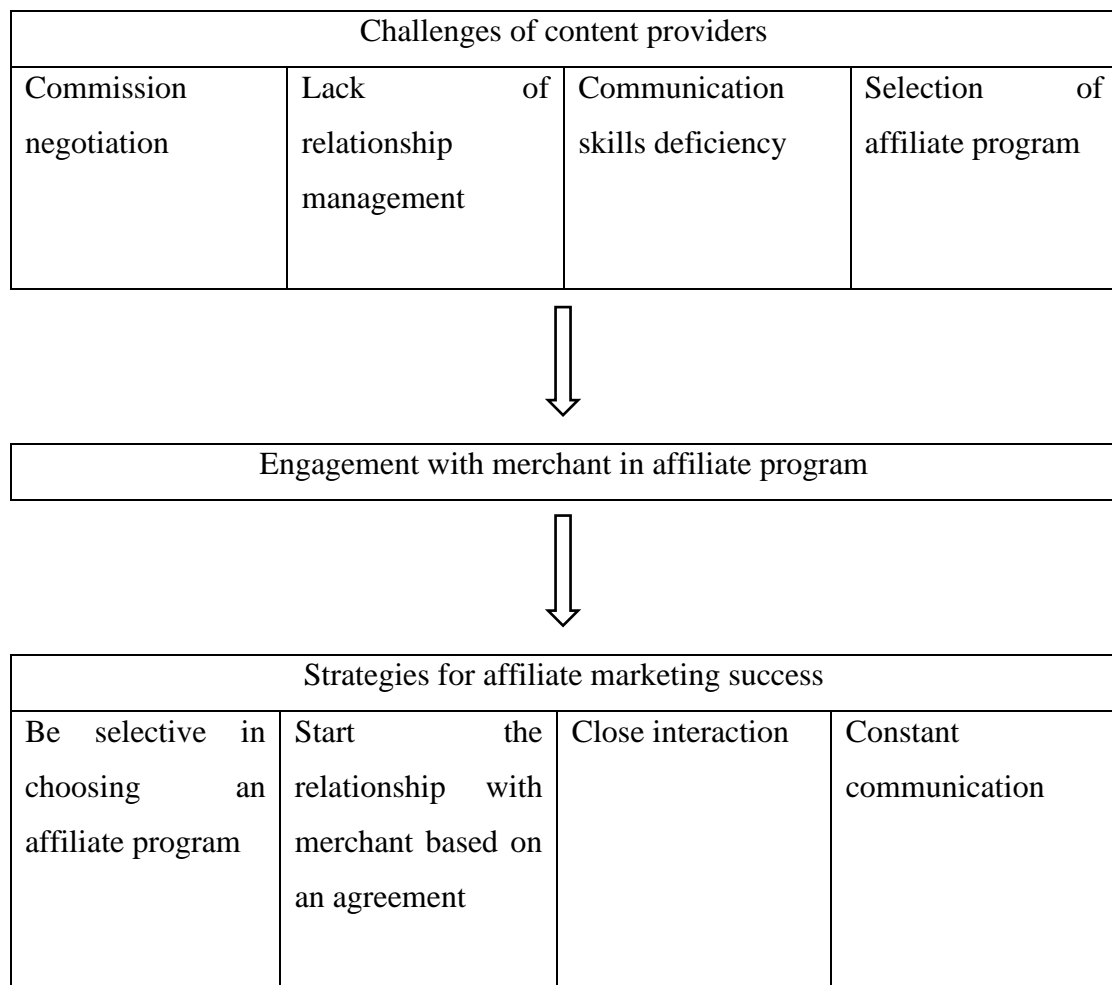 Challenges of content providers
Commission
negotiation
Lack of
relationship
management
Communication
skills deficiency
Selection of
affiliate program
Engagement with merchant in affiliate program
Strategies for affiliate marketing success
Be selective in
choosing an
affiliate program
Start the
relationship with
merchant based on
an agreement
Close interaction
Constant
communication